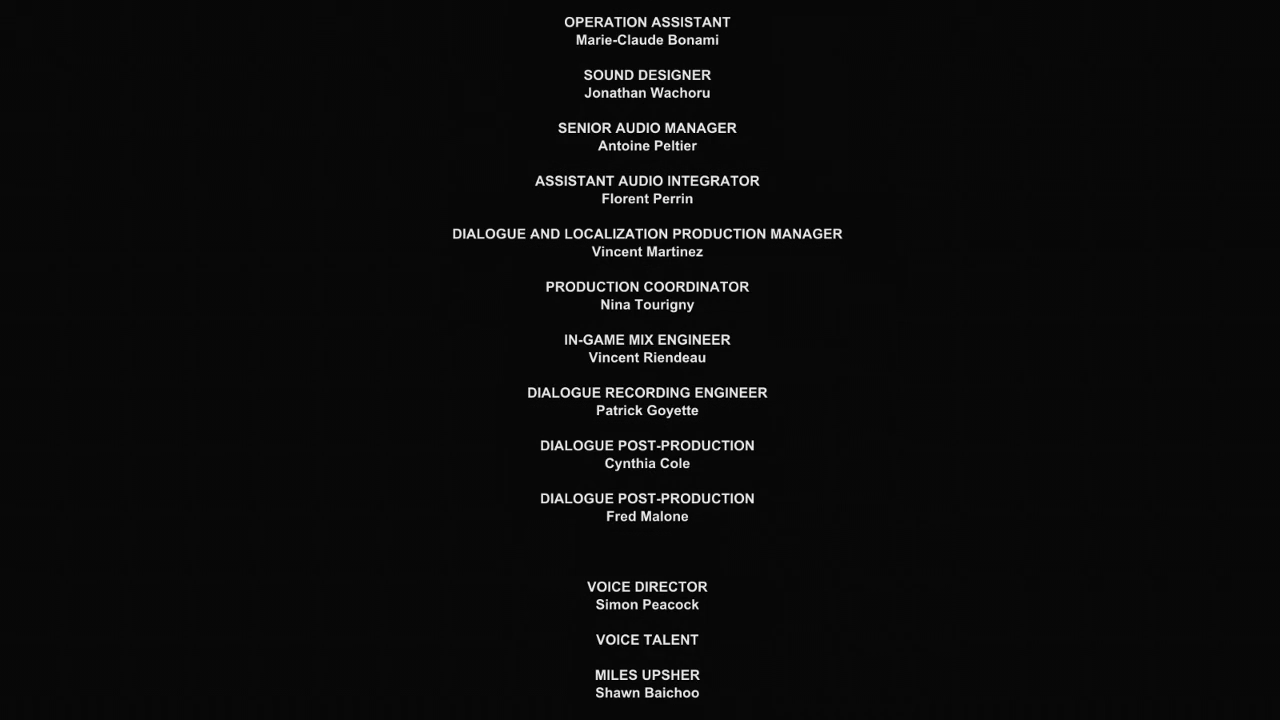 OPERATION ASSISTANT
Marie-Claude Bonami
SOUND DESIGNER
Jonathan Wachoru
SENIOR AUDIO MANAGER
Antoine Peltier
ASSISTANT AUDIO INTEGRATOR
Florent Perrin
DIALOGUE AND LOCALIZATION PRODUCTION MANAGER
Vincent Martinez
PRODUCTION COORDINATOR
Nina Tourigny
IN-GAME MIX ENGINEER
Vincent Riendeau
DIALOGUE RECORDING ENGINEER
Patrick Goyette
DIALOGUE POST-PRODUCTION
Cynthia Cole
DIALOGUE POST-PRODUCTION
Fred Malone
VOICE DIRECTOR
Simon Peacock
VOICE TALENT
MILES UPSHER
Shawn Baichoo